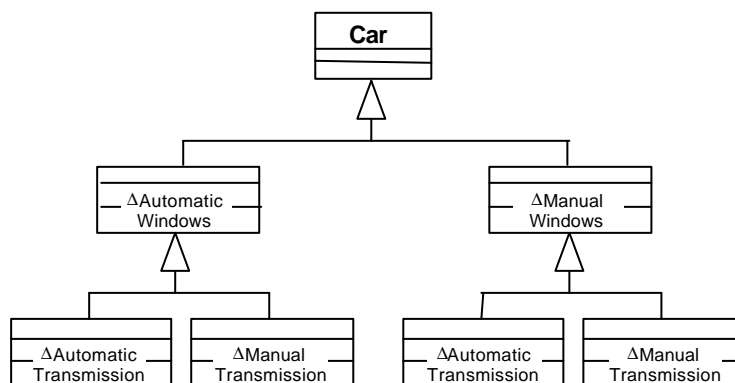 Car
ΔAutomatic
Windows
ΔManual
Windows
ΔAutomatic
Transmission
ΔManual
Transmission
ΔAutomatic
Transmission
ΔManual
Transmission